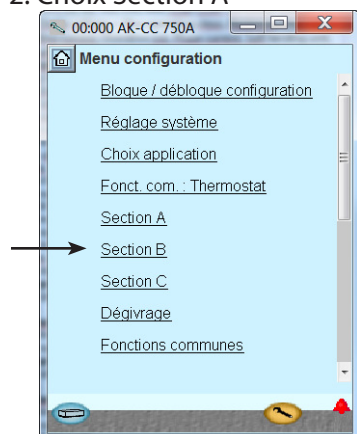 2. Choix Section A
00:000 AK-CC 750A
Menu configuration
Bloque / débloque configuration
Réglage système
Choix application
Fonct. com. : Thermostat
Section A
Section B
Section C
Dégivrage
Fonctions communes